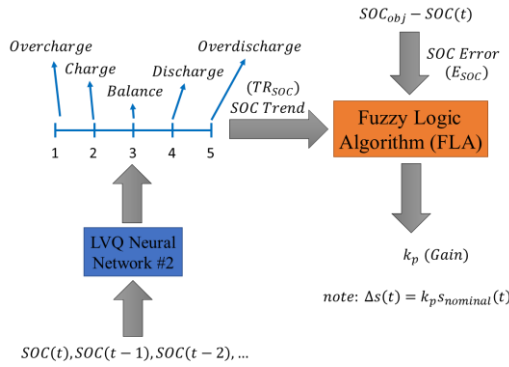 SOC_obj − SOC(t)
Overcharge
Overdischarge
Charge
Discharge
Balance
SOC Error
(E_SOC)
(TR_SOC)
SOC Trend
1 2 3 4 5
Fuzzy Logic
Algorithm (FLA)
LVQ Neural
Network #2
k_p (Gain)
note: Δs(t) = k_p s_nominal(t)
SOC(t), SOC(t − 1), SOC(t − 2), ...